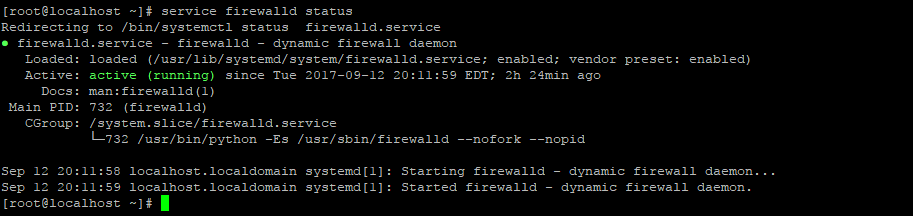 [root@localhost ~]# service firewalld status
Redirecting to /bin/systemctl status  firewalld.service
● firewalld.service - firewalld - dynamic firewall daemon
   Loaded: loaded (/usr/lib/systemd/system/firewalld.service; enabled; vendor preset: enabled)
   Active: active (running) since Tue 2017-09-12 20:11:59 EDT; 2h 24min ago
     Docs: man:firewalld(1)
 Main PID: 732 (firewalld)
   CGroup: /system.slice/firewalld.service
           └─732 /usr/bin/python -Es /usr/sbin/firewalld --nofork --nopid

Sep 12 20:11:58 localhost.localdomain systemd[1]: Starting firewalld - dynamic firewall daemon...
Sep 12 20:11:59 localhost.localdomain systemd[1]: Started firewalld - dynamic firewall daemon.
[root@localhost ~]#